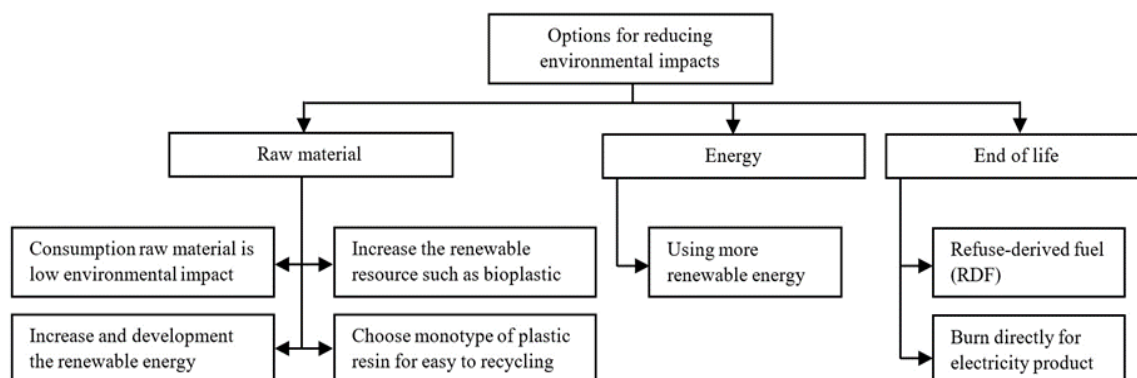 Options for reducing
environmental impacts
Raw material
Energy
End of life
Consumption raw material is
low environmental impact
Increase the renewable
resource such as bioplastic
Using more
renewable energy
Refuse-derived fuel
(RDF)
Increase and development
the renewable energy
Choose monotype of plastic
resin for easy to recycling
Burn directly for
electricity product